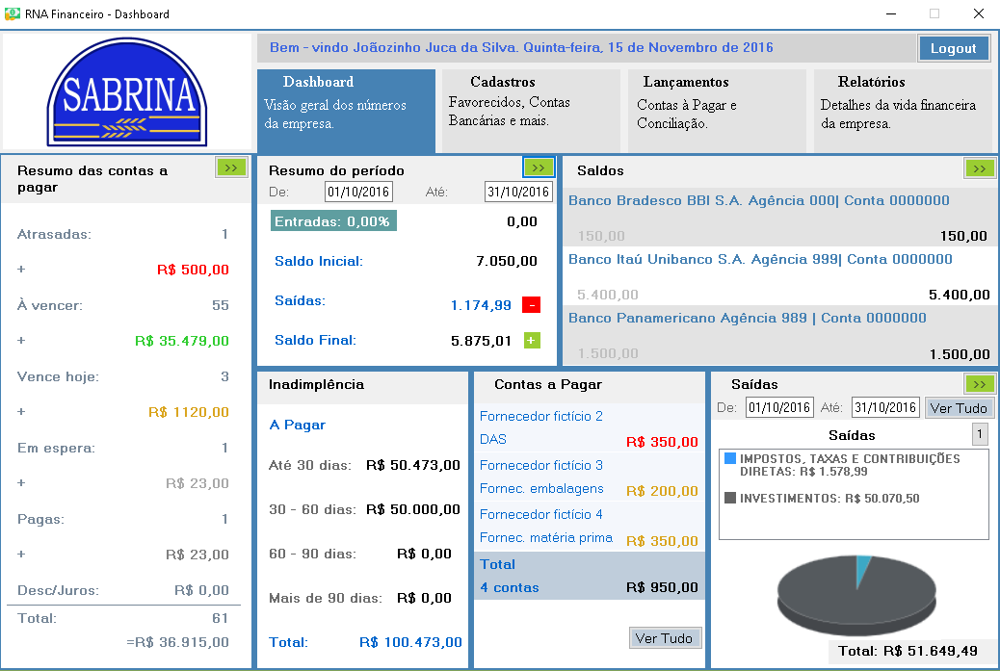 RNA Financeiro - Dashboard
SABRINA
Bem - vindo Joãozinho Juca da Silva. Quinta-feira, 15 de Novembro de 2016
Logout
Dashboard
Visão geral dos números
da empresa.
Cadastros
Favorecidos, Contas
Bancárias e mais.
Lançamentos
Contas à Pagar e
Conciliação.
Relatórios
Detalhes da vida financeira
da empresa.
Resumo das contas a
pagar
>>
Atrasadas: 1
+ R$ 500,00
À vencer: 55
+ R$ 35.479,00
Vence hoje: 3
+ R$ 1120,00
Em espera: 1
+ R$ 23,00
Pagas: 1
+ R$ 23,00
Desc/Juros: R$ 0,00
Total: 61
=R$ 36.915,00
Resumo do período
>>
De: 01/10/2016 Até: 31/10/2016
Entradas: 0,00% 0,00
Saldo Inicial: 7.050,00
Saídas: 1.174,99 -
Saldo Final: 5.875,01 +
Saldos
>>
Banco Bradesco BBI S.A. Agência 000| Conta 0000000
150,00 150,00
Banco Itaú Unibanco S.A. Agência 999| Conta 0000000
5.400,00 5.400,00
Banco Panamericano Agência 989 | Conta 0000000
1.500,00 1.500,00
Inadimplência
A Pagar
Até 30 dias: R$ 50.473,00
30 - 60 dias: R$ 50.000,00
60 - 90 dias: R$ 0,00
Mais de 90 dias: R$ 0,00
Total: R$ 100.473,00
Contas a Pagar
Fornecedor fictício 2
DAS R$ 350,00
Fornecedor fictício 3
Fornec. embalagens R$ 200,00
Fornecedor fictício 4
Fornec. matéria prima R$ 350,00
Total
4 contas R$ 950,00
Ver Tudo
Saídas
>>
De: 01/10/2016 Até: 31/10/2016 Ver Tudo
Saídas 1
IMPOSTOS, TAXAS E CONTRIBUIÇÕES
DIRETAS: R$ 1.578,99
INVESTIMENTOS: R$ 50.070,50
Total: R$ 51.649,49